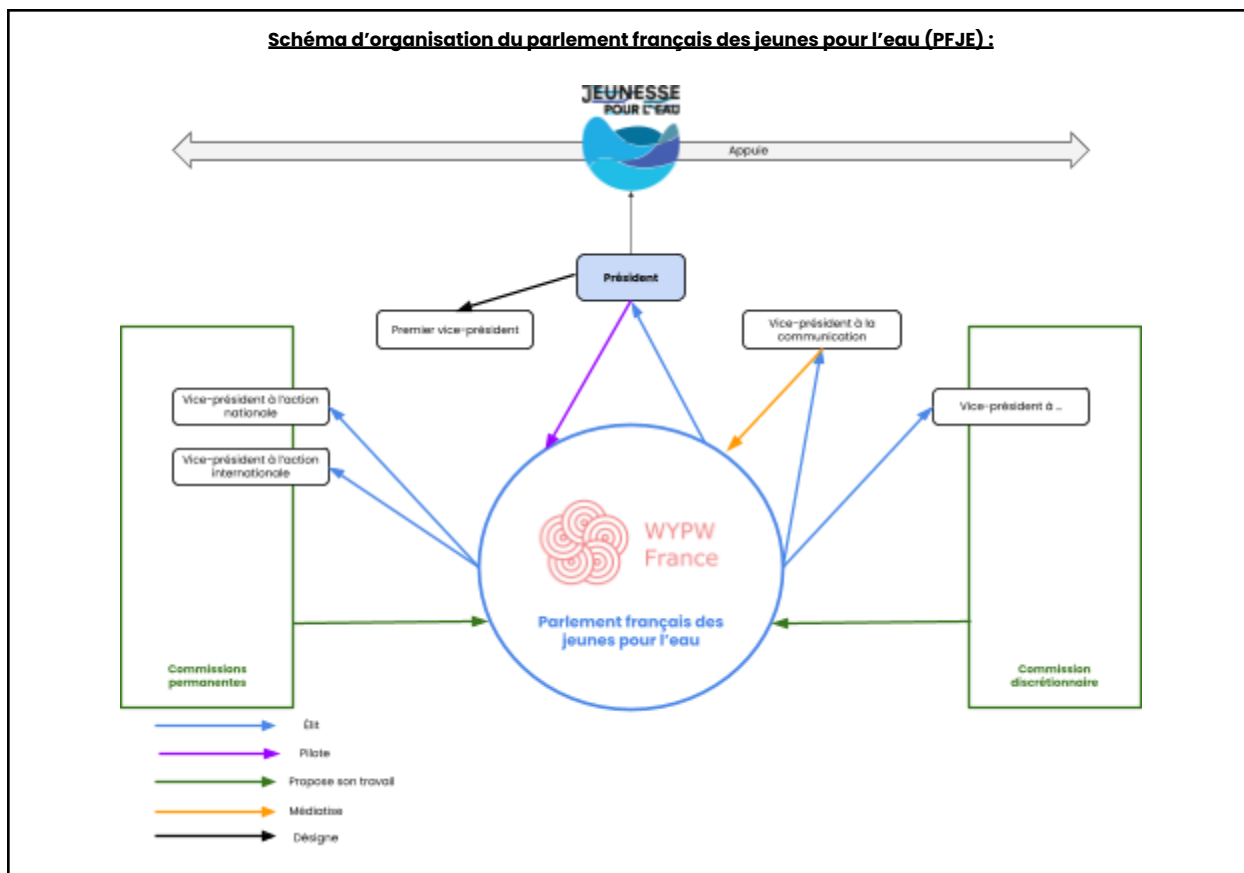 Schéma d’organisation du parlement français des jeunes pour l’eau (PFJE) :
JEUNESSE
POUR L'EAU
Appuie
Président
Premier vice-président
Vice-président à la
communication
Vice-président à l'action
nationale
Vice-président à ...
Vice-président à l'action
internationale
WYPW
France
Parlement français des
jeunes pour l’eau
Commissions
permanentes
Commission
discrétionnaire
Élit
Pilote
Propose son travail
Médiatise
Désigne